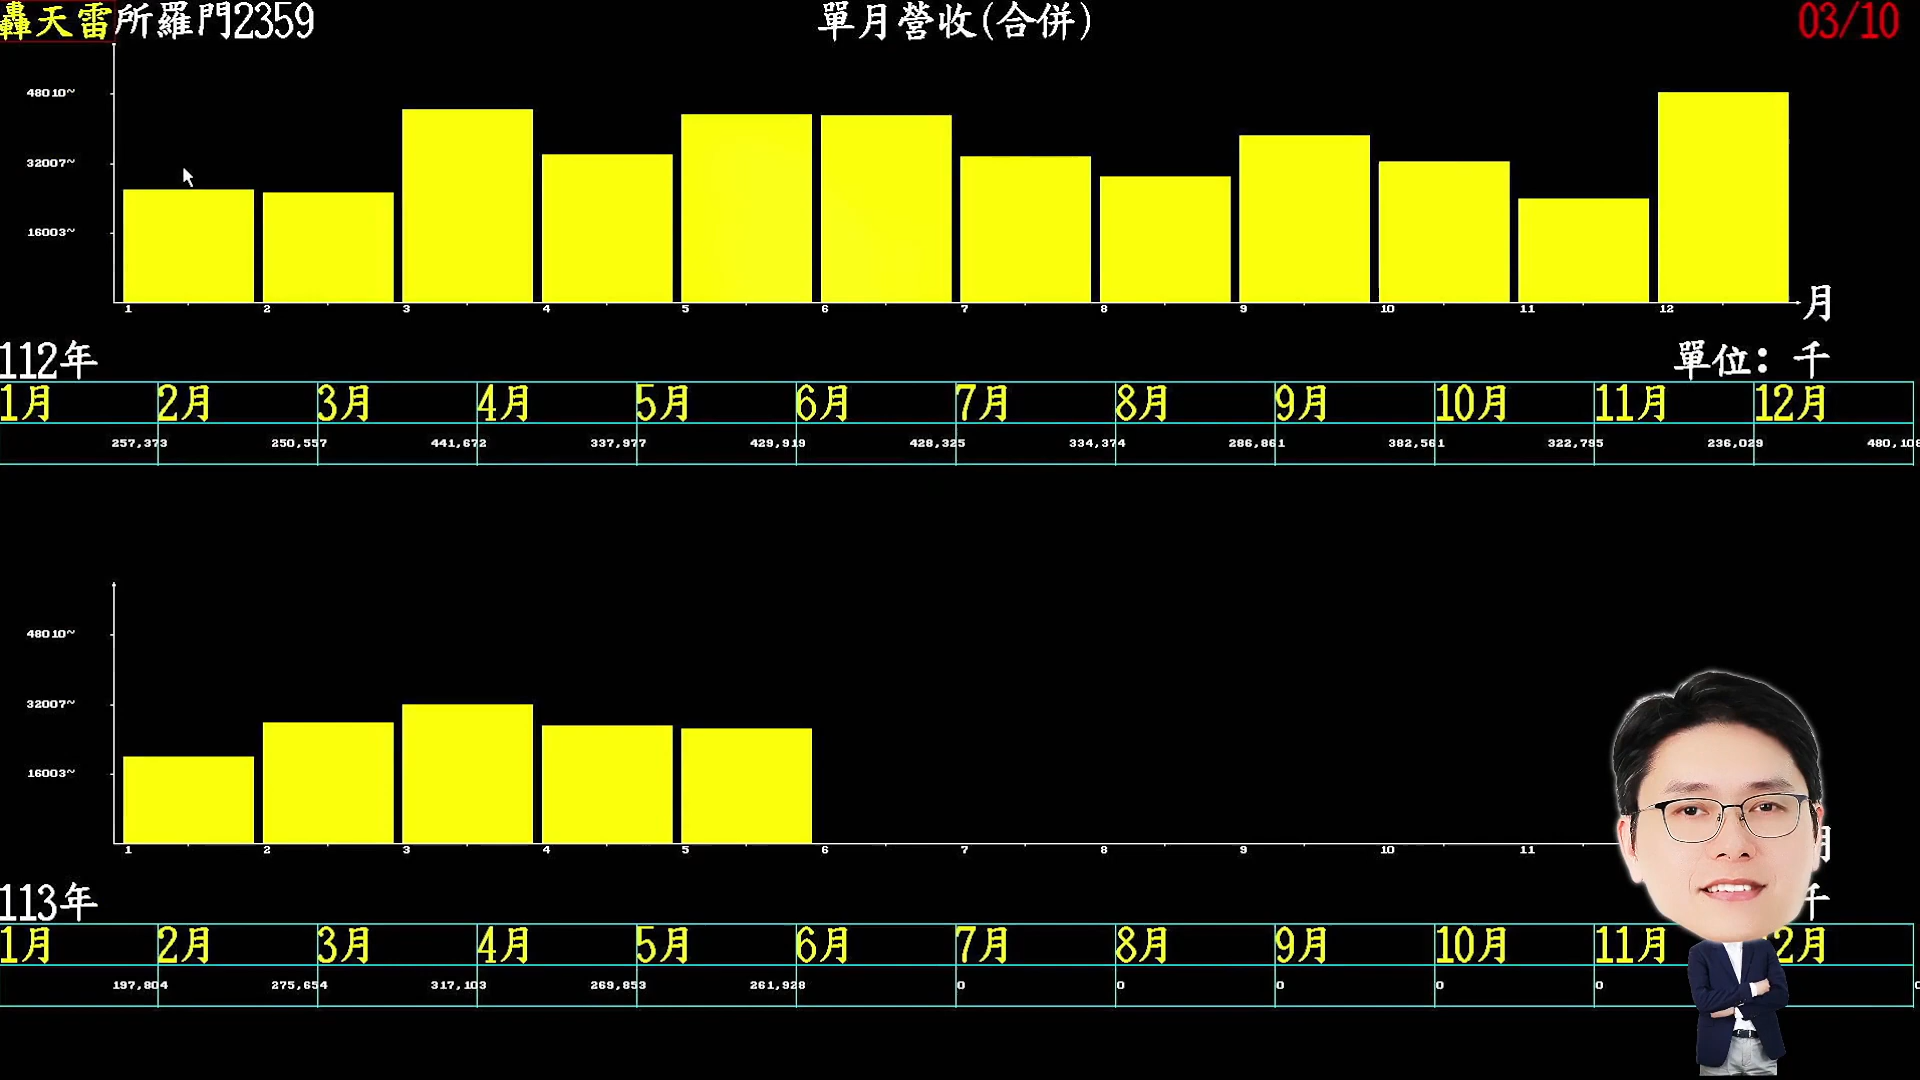 轟天雷所羅門2359 單月營收(合併) 03/10
48010~
32007~
16003~
1 2 3 4 5 6 7 8 9 10 11 12 月
112年 單位：千
1月 2月 3月 4月 5月 6月 7月 8月 9月 10月 11月 12月
257,373 250,557 441,672 337,977 429,919 428,325 334,374 286,861 382,561 322,795 236,029 480,10
48010~
32007~
16003~
1 2 3 4 5 6 7 8 9 10 11 月
113年 千
1月 2月 3月 4月 5月 6月 7月 8月 9月 10月 11月 2月
197,804 275,654 317,103 269,853 261,928 0 0 0 0 0